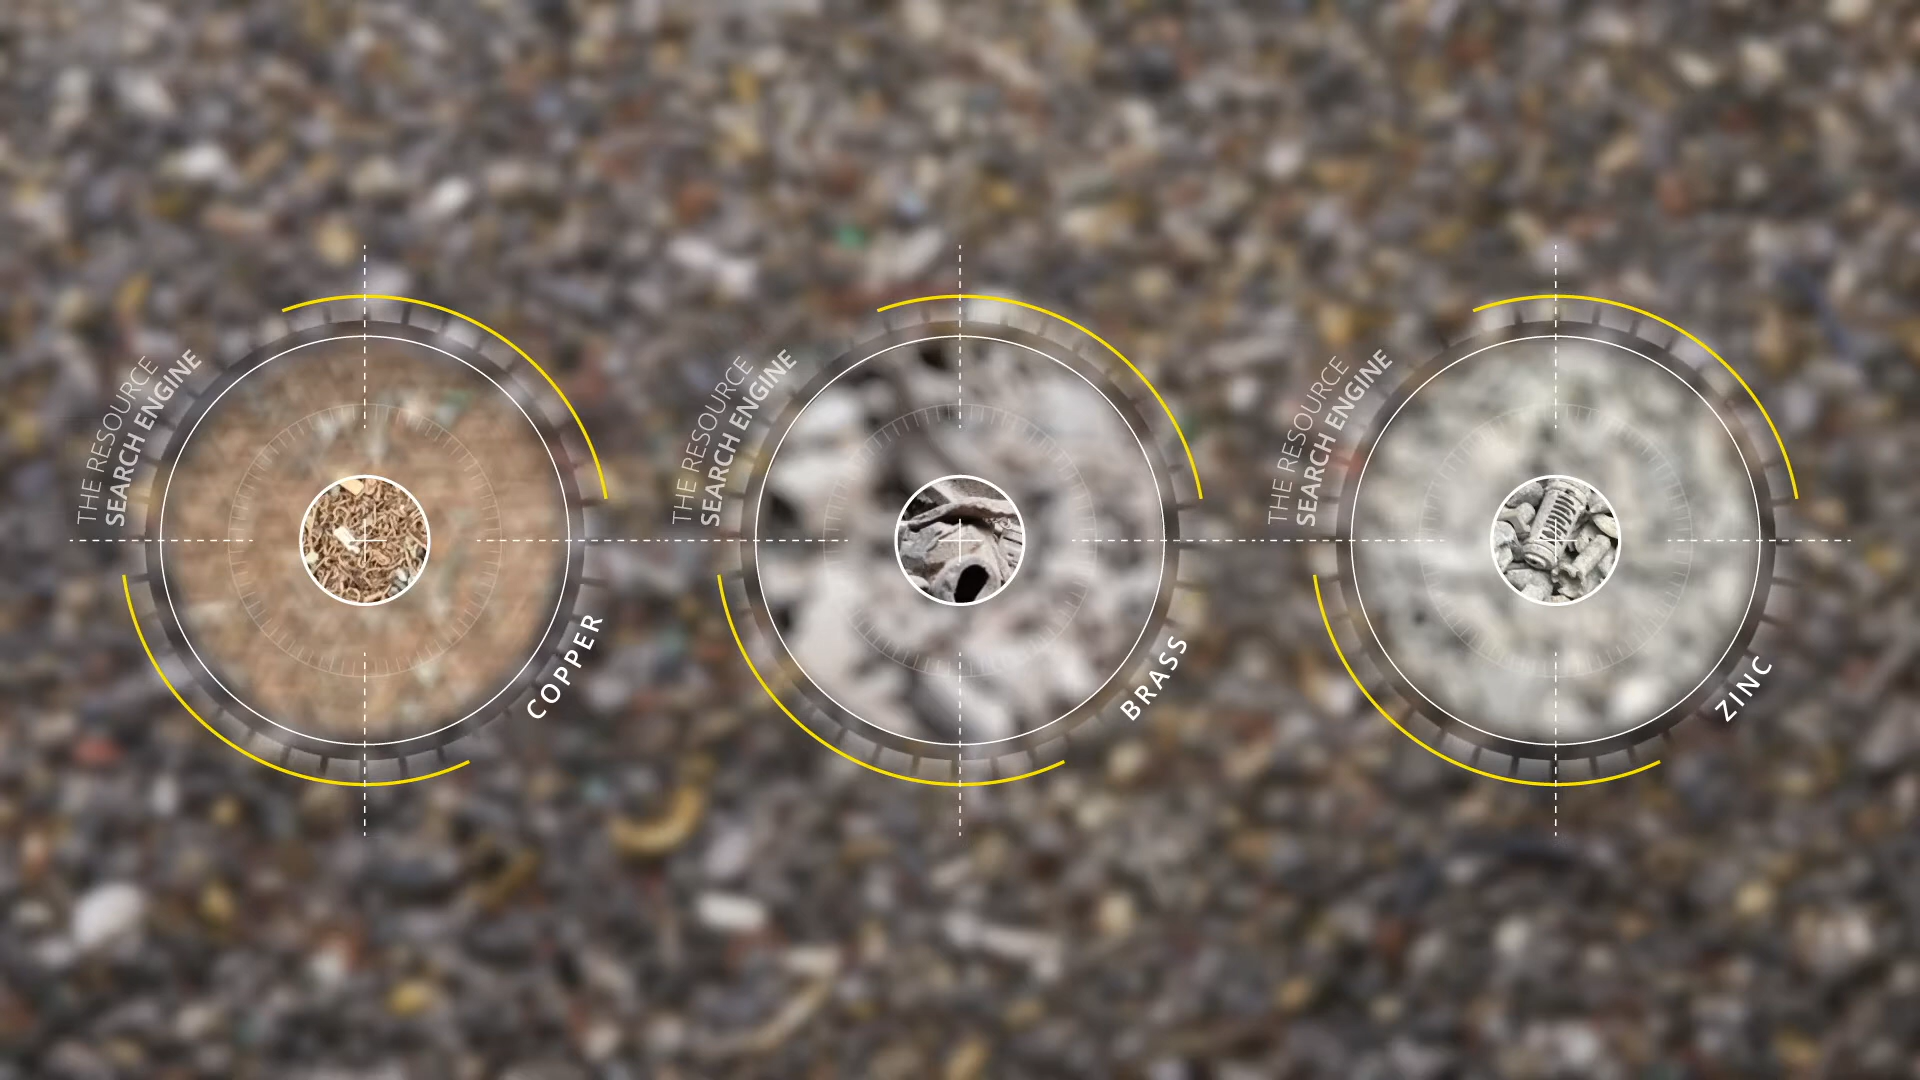 THE RESOURCE
SEARCH ENGINE
COPPER
THE RESOURCE
SEARCH ENGINE
BRASS
THE RESOURCE
SEARCH ENGINE
ZINC